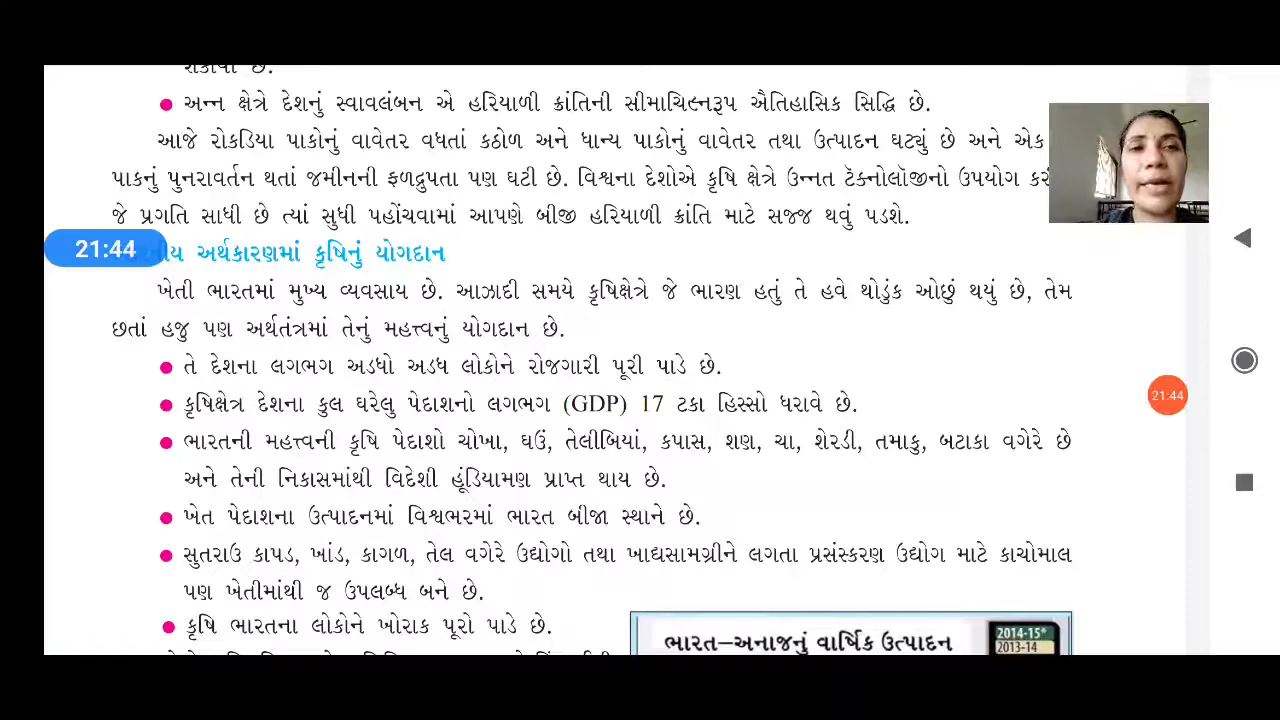 ● અન્ન ક્ષેત્રે દેશનું સ્વાવલંબન એ હરિયાળી ક્રાંતિની સીમાચિહ્નરૂપ ઐતિહાસિક સિદ્ધિ છે.
આજે રોકડિયા પાકોનું વાવેતર વધતાં કઠોળ અને ધાન્ય પાકોનું વાવેતર તથા ઉત્પાદન ઘટ્યું છે અને એક
પાકનું પુનરાવર્તન થતાં જમીનની ફળદ્રુપતા પણ ઘટી છે. વિશ્વના દેશોએ કૃષિ ક્ષેત્રે ઉન્નત ટૅક્નોલૉજીનો ઉપયોગ
જે પ્રગતિ સાધી છે ત્યાં સુધી પહોંચવામાં આપણે બીજી હરિયાળી ક્રાંતિ માટે સજ્જ થવું પડશે.
21:44
અર્થકારણમાં કૃષિનું યોગદાન
ખેતી ભારતમાં મુખ્ય વ્યવસાય છે. આઝાદી સમયે કૃષિક્ષેત્રે જે ભારણ હતું તે હવે થોડુંક ઓછું થયું છે, તેમ
છતાં હજુ પણ અર્થતંત્રમાં તેનું મહત્ત્વનું યોગદાન છે.
● તે દેશના લગભગ અડધો અડધ લોકોને રોજગારી પૂરી પાડે છે.
21:44
● કૃષિક્ષેત્ર દેશના કુલ ઘરેલુ પેદાશનો લગભગ (GDP) 17 ટકા હિસ્સો ધરાવે છે.
● ભારતની મહત્ત્વની કૃષિ પેદાશો ચોખા, ઘઉં, તેલીબિયાં, કપાસ, શણ, ચા, શેરડી, તમાકુ, બટાકા વગેરે છે
અને તેની નિકાસમાંથી વિદેશી હૂંડિયામણ પ્રાપ્ત થાય છે.
● ખેત પેદાશના ઉત્પાદનમાં વિશ્વભરમાં ભારત બીજા સ્થાને છે.
● સુતરાઉ કાપડ, ખાંડ, કાગળ, તેલ વગેરે ઉદ્યોગો તથા ખાદ્યસામગ્રીને લગતા પ્રસંસ્કરણ ઉદ્યોગ માટે કાચોમાલ
પણ ખેતીમાંથી જ ઉપલબ્ધ બને છે.
● કૃષિ ભારતના લોકોને ખોરાક પૂરો પાડે છે.
ભારત–અનાજનું વાર્ષિક ઉત્પાદન
2014-15*
2013-14